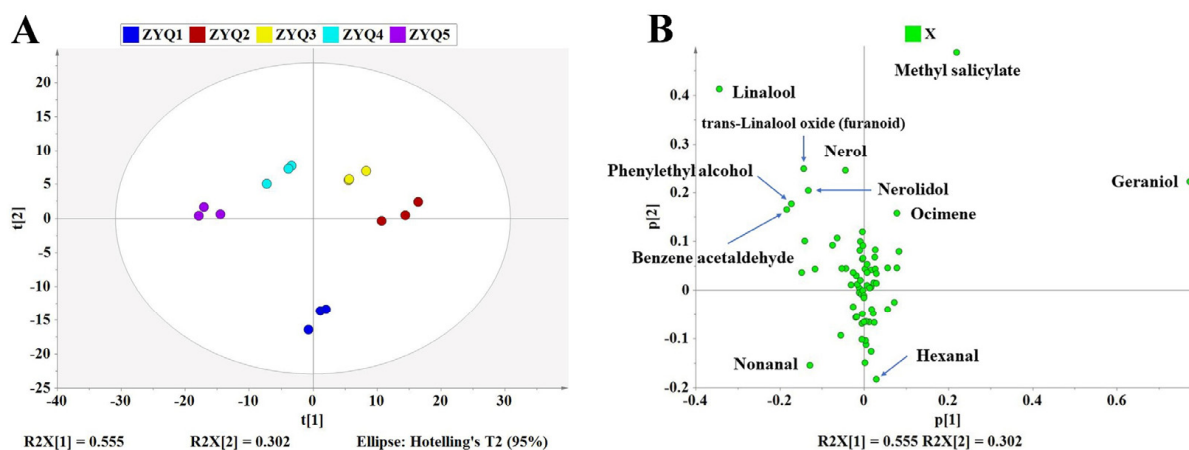 A
ZYQ1 ZYQ2 ZYQ3 ZYQ4 ZYQ5
20
15
10
5
0
-5
-10
-15
-20
-25
t[2]
-40 -30 -20 -10 0 10 20 30
t[1]
R2X[1] = 0.555 R2X[2] = 0.302 Ellipse: Hotelling's T2 (95%)
B
X
Methyl salicylate
Linalool
trans-Linalool oxide (furanoid)
Nerol
Phenylethyl alcohol
Nerolidol
Geraniol
Ocimene
Benzene acetaldehyde
Nonanal
Hexanal
0.4
0.3
0.2
0.1
0
-0.1
-0.2
p[2]
-0.4 -0.2 0 0.2 0.4 0.6
p[1]
R2X[1] = 0.555 R2X[2] = 0.302